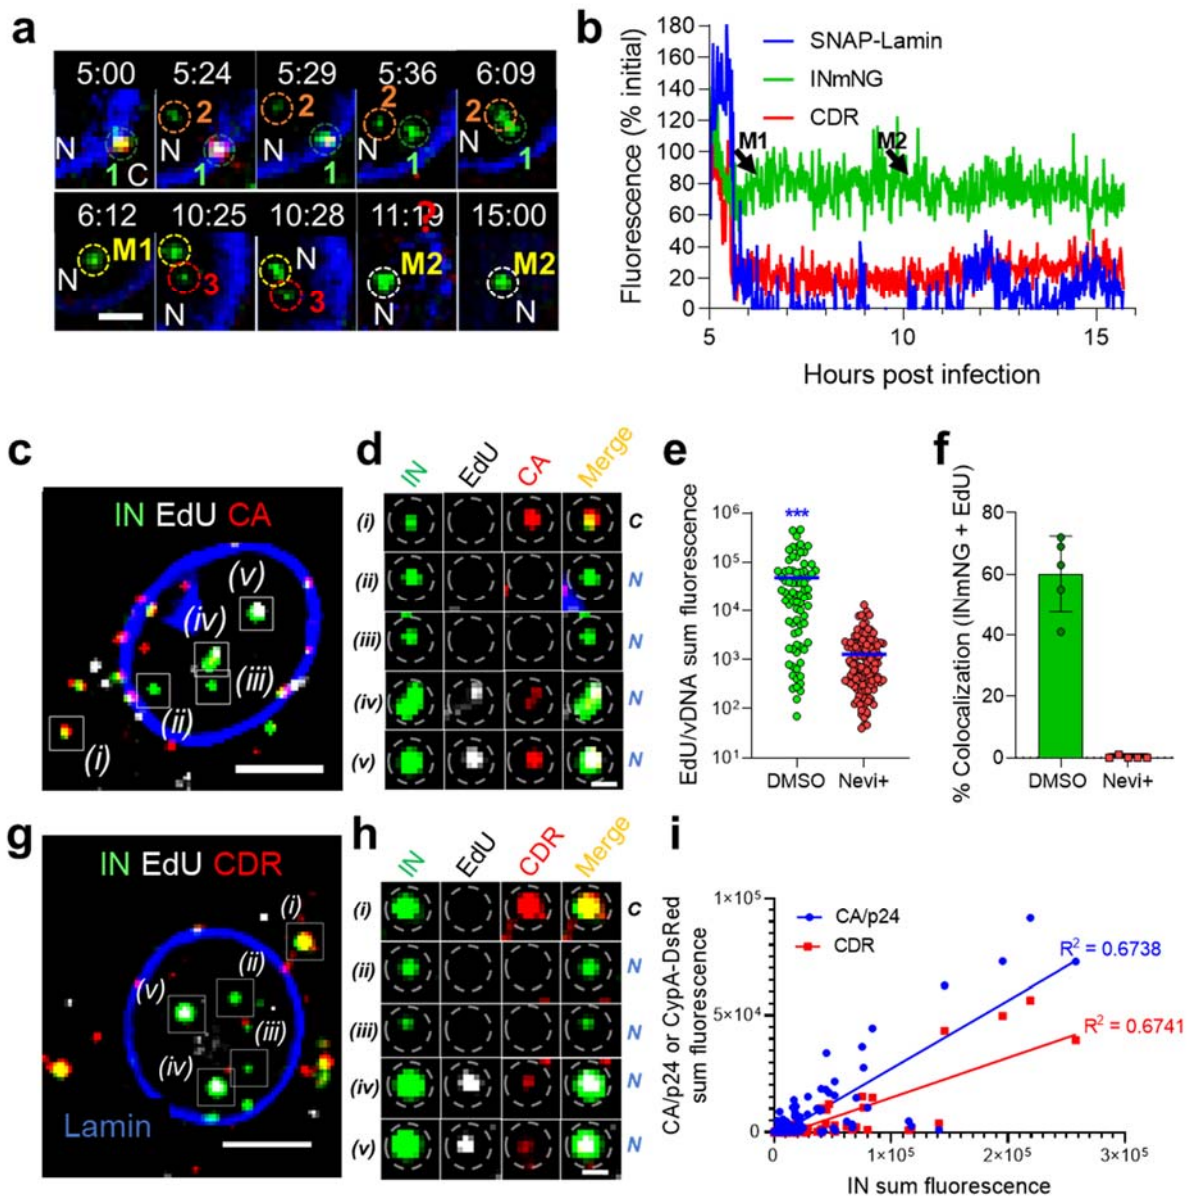 a
5:00 5:24 5:29 5:36 6:09
2 2 2 2
N N N N N
1 C 1 1 1 1
6:12 10:25 10:28 11:19 15:00
?
M1 N M2 M2
N 3 3
N N N
b
Fluorescence (% initial)
180
160
140
120
100
80
60
40
20
0
SNAP-Lamin
INmNG
CDR
M1 M2
5 10 15
Hours post infection
c
IN EdU CA
(v)
(iv)
(iii)
(ii)
(i)
d
IN EdU CA Merge
(i) C
(ii) N
(iii) N
(iv) N
(v) N
e
EdU/vDNA sum fluorescence
10⁶
10⁵
10⁴
10³
10²
10¹
***
DMSO Nevi+
f
% Colocalization (INmNG + EdU)
80
60
40
20
0
DMSO Nevi+
g
IN EdU CDR
(i)
(ii)
(v)
(iii)
(iv)
Lamin
h
IN EdU CDR Merge
(i) C
(ii) N
(iii) N
(iv) N
(v) N
i
CA/p24 or CypA-DsRed
sum fluorescence
1×10⁵
5×10⁴
0
CA/p24
CDR
R² = 0.6738
R² = 0.6741
0 1×10⁵ 2×10⁵ 3×10⁵
IN sum fluorescence